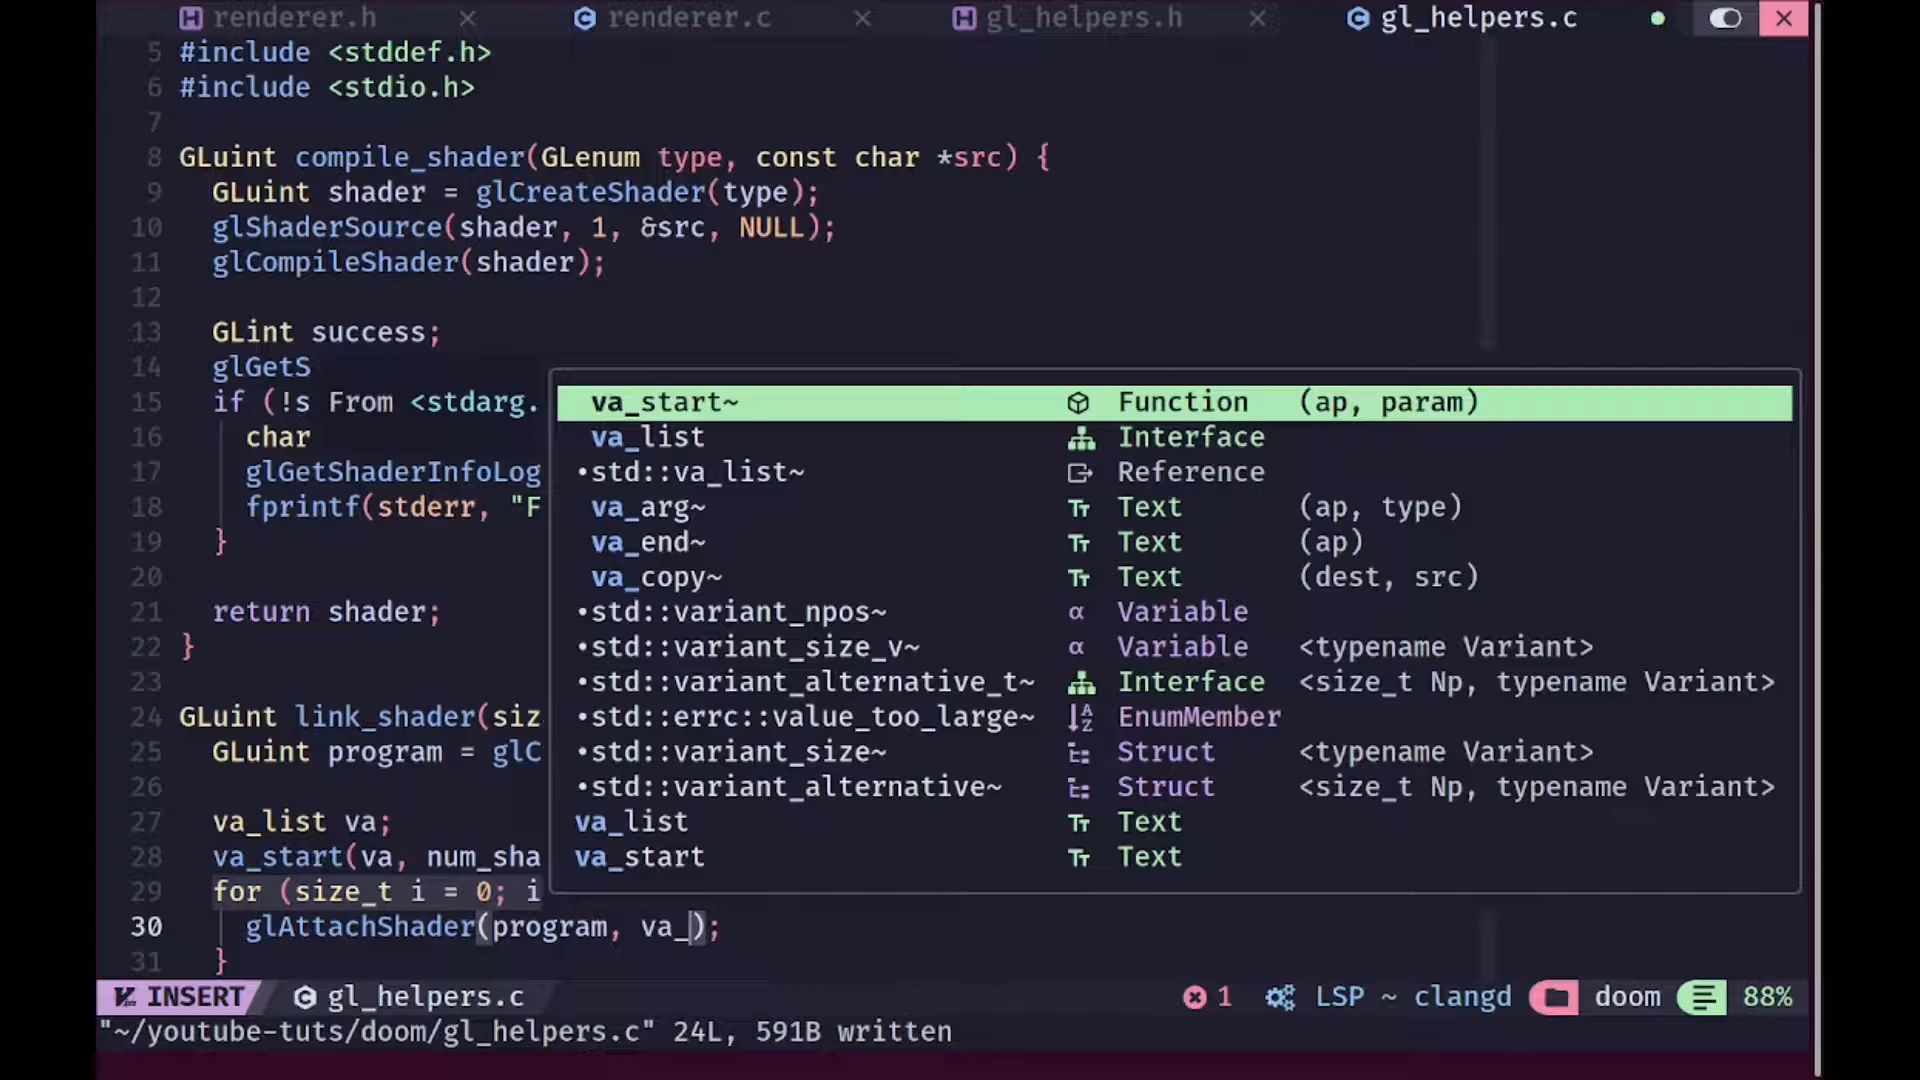 renderer.h × renderer.c × gl_helpers.h × gl_helpers.c
5 #include <stddef.h>
6 #include <stdio.h>
7
8 GLuint compile_shader(GLenum type, const char *src) {
9 GLuint shader = glCreateShader(type);
10 glShaderSource(shader, 1, &src, NULL);
11 glCompileShader(shader);
12
13 GLint success;
14 glGetS
15 if (!s From <stdarg.
16 char
17 glGetShaderInfoLog
18 fprintf(stderr, "F
19 }
20
21 return shader;
22 }
23
24 GLuint link_shader(siz
25 GLuint program = glC
26
27 va_list va;
28 va_start(va, num_sha
29 for (size_t i = 0; i
30 glAttachShader(program, va_);
31 }
va_start~ Function (ap, param)
va_list Interface
•std::va_list~ Reference
va_arg~ Text (ap, type)
va_end~ Text (ap)
va_copy~ Text (dest, src)
•std::variant_npos~ α Variable
•std::variant_size_v~ α Variable <typename Variant>
•std::variant_alternative_t~ Interface <size_t Np, typename Variant>
•std::errc::value_too_large~ EnumMember
•std::variant_size~ Struct <typename Variant>
•std::variant_alternative~ Struct <size_t Np, typename Variant>
va_list Text
va_start Text
INSERT gl_helpers.c 1 LSP ~ clangd doom 88%
"~/youtube-tuts/doom/gl_helpers.c" 24L, 591B written